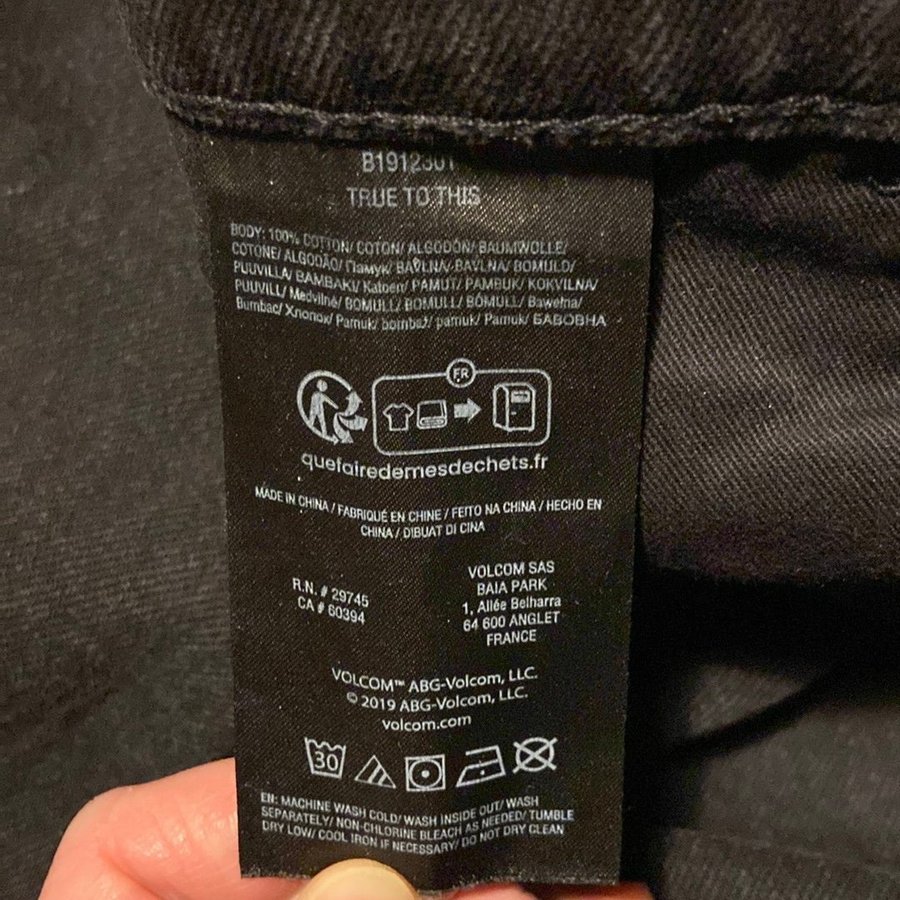 B1912301
TRUE TO THIS
BODY: 100% COTTON/ COTON/ ALGODÓN/ BAUMWOLLE/
COTONE/ ALGODÃO/ Памук/ BAVLNA/ BAVLNA/ BOMULD/
PUUVILLA/ BAMBAKI/ Katoen/ PAMUT/ PAMBUK/ KOKVILNA/
PUUVILL/ Medvilnė/ BOMULL/ BOMULL/ BÓMULL/ Bawełna/
Bumbac/ Хлопок/ Pamuk/ bombaž/ pamuk/ Pamuk/ БАВОВНА
FR
quefairedemesdechets.fr
MADE IN CHINA / FABRIQUÉ EN CHINE / FEITO NA CHINA / HECHO EN
CHINA / DIBUAT DI CINA
R.N. # 29745
CA # 60394
VOLCOM SAS
BAIA PARK
1, Allée Belharra
64 600 ANGLET
FRANCE
VOLCOM™ ABG-Volcom, LLC.
© 2019 ABG-Volcom, LLC.
volcom.com
30
EN: MACHINE WASH COLD/ WASH INSIDE OUT/ WASH
SEPARATELY/ NON-CHLORINE BLEACH AS NEEDED/ TUMBLE
DRY LOW/ COOL IRON IF NECESSARY/ DO NOT DRY CLEAN